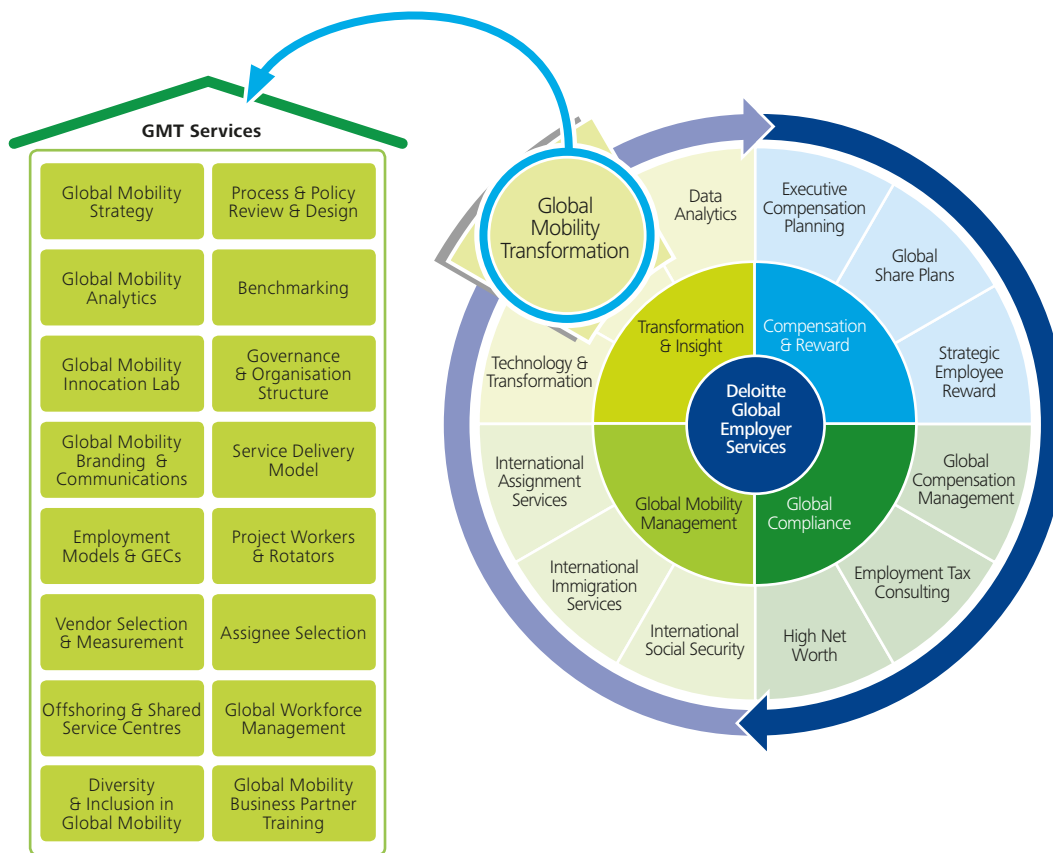 GMT Services
Global Mobility
Strategy
Process & Policy
Review & Design
Global Mobility
Analytics
Benchmarking
Global Mobility
Innocation Lab
Governance
& Organisation
Structure
Global Mobility
Branding &
Communications
Service Delivery
Model
Employment
Models & GECs
Project Workers
& Rotators
Vendor Selection
& Measurement
Assignee Selection
Offshoring & Shared
Service Centres
Global Workforce
Management
Diversity
& Inclusion in
Global Mobility
Global Mobility
Business Partner
Training
Global
Mobility
Transformation
Data
Analytics
Executive
Compensation
Planning
Global
Share Plans
Strategic
Employee
Reward
Global
Compensation
Management
Employment Tax
Consulting
High Net
Worth
International
Social Security
International
Immigration
Services
International
Assignment
Services
Technology &
Transformation
Transformation
& Insight
Compensation
& Reward
Global Mobility
Management
Global
Compliance
Deloitte
Global
Employer
Services